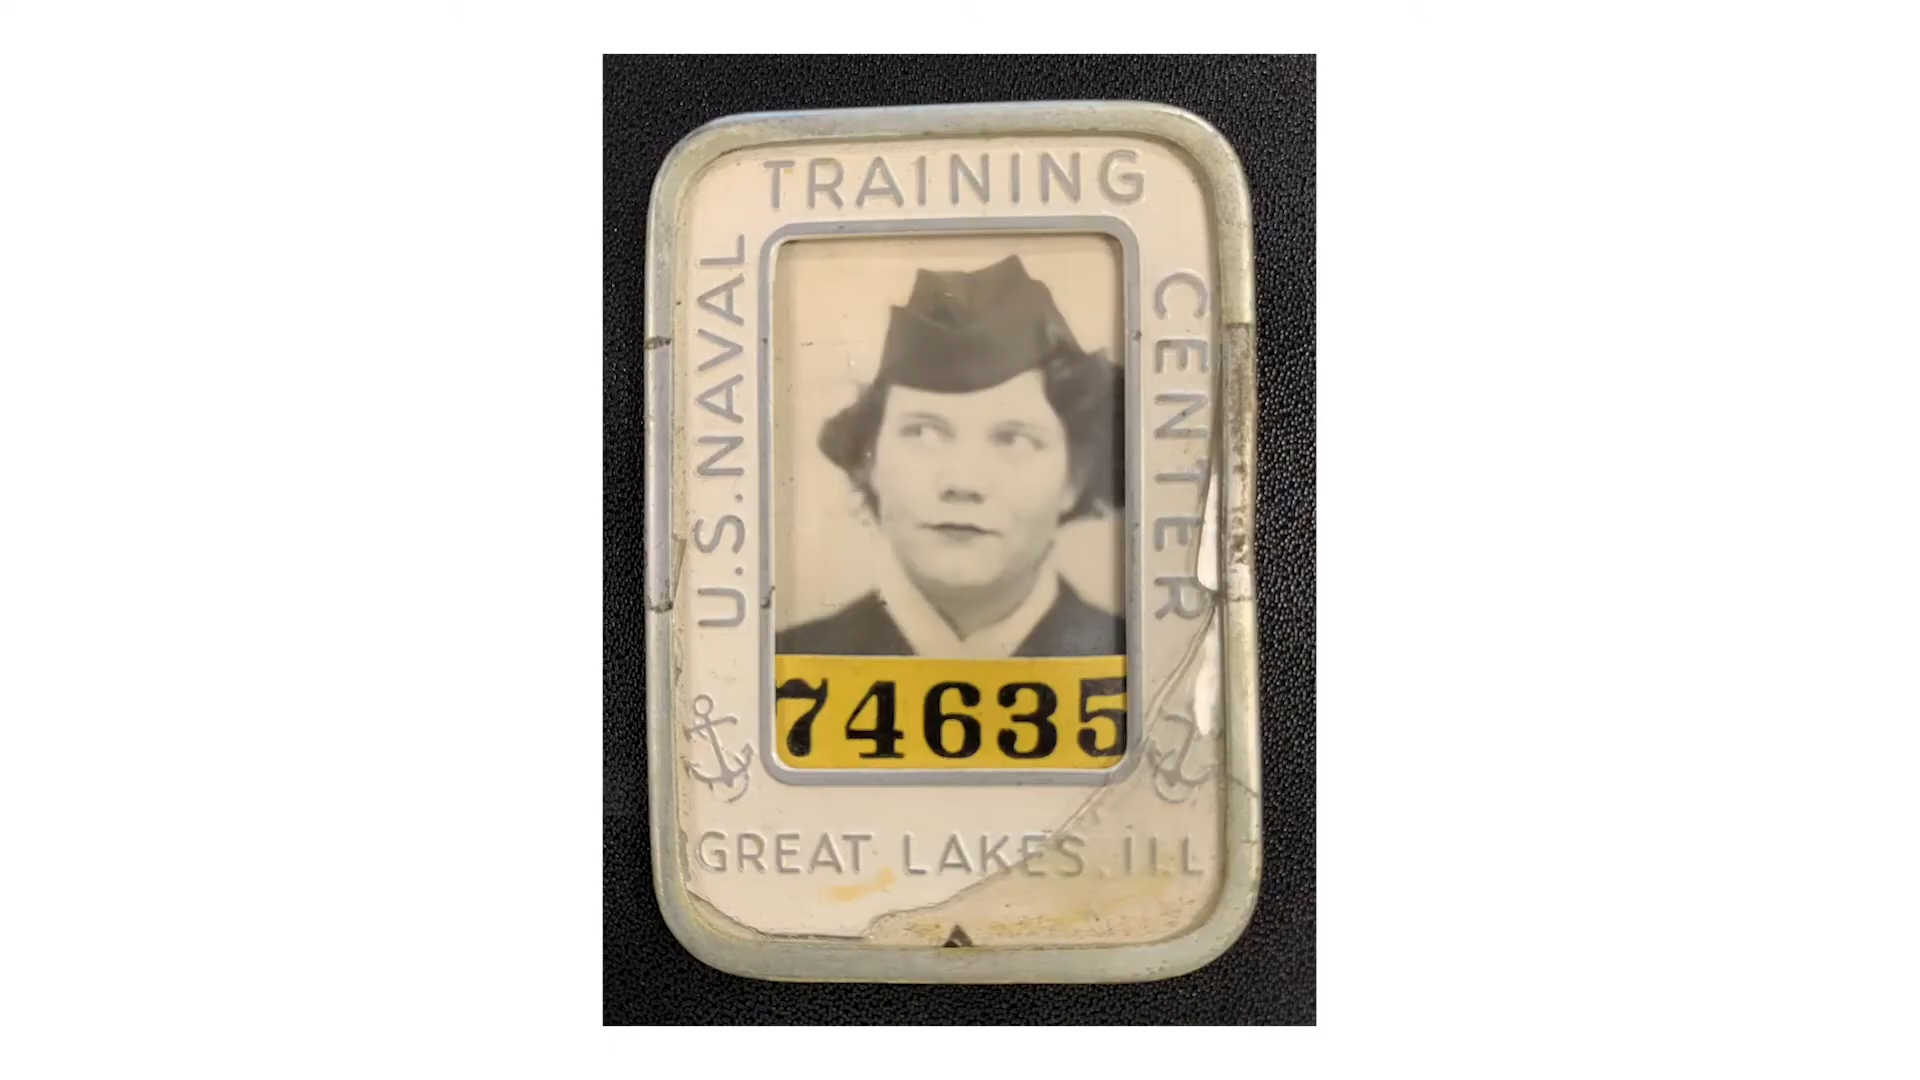 U.S. NAVAL
TRAINING
CENTER
74635
GREAT LAKES, ILL